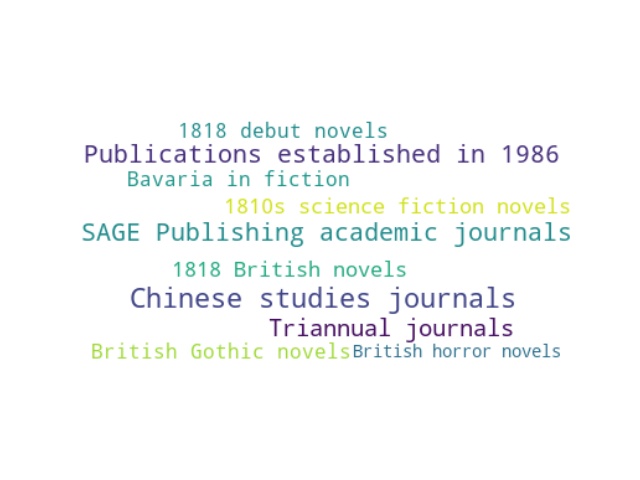 1818 debut novels
Publications established in 1986
Bavaria in fiction
1810s science fiction novels
SAGE Publishing academic journals
1818 British novels
Chinese studies journals
Triannual journals
British Gothic novels
British horror novels